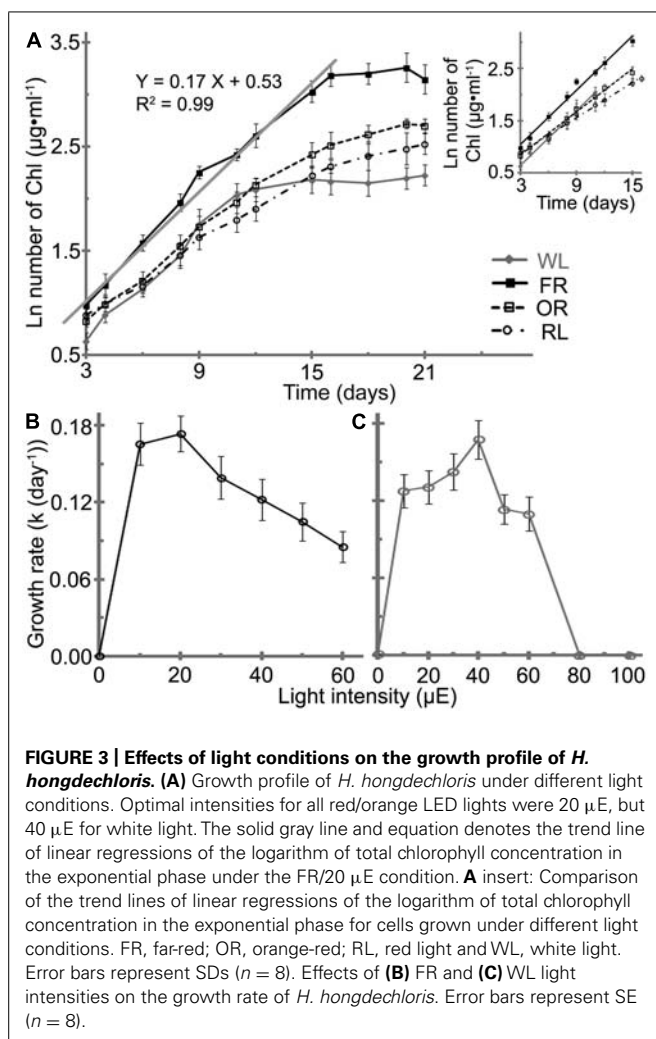 A
3.5
2.5
1.5
0.5
Ln number of Chl (µg•ml-1)
Y = 0.17 X + 0.53
R2 = 0.99
3
9
15
21
Time (days)
Ln number of
Chl (µg•ml-1)
2.5
1.5
0.5
3
9
15
Time (days)
WL
FR
OR
RL
B
C
Growth rate (k (day-1))
0.18
0.12
0.06
0.00
0
20
40
60
0
20
40
60
80
100
Light intensity (µE)
FIGURE 3 | Effects of light conditions on the growth profile of H.
hongdechloris. (A) Growth profile of H. hongdechloris under different light
conditions. Optimal intensities for all red/orange LED lights were 20 µE, but
40 µE for white light. The solid gray line and equation denotes the trend line
of linear regressions of the logarithm of total chlorophyll concentration in
the exponential phase under the FR/20 µE condition. A insert: Comparison
of the trend lines of linear regressions of the logarithm of total chlorophyll
concentration in the exponential phase for cells grown under different light
conditions. FR, far-red; OR, orange-red; RL, red light and WL, white light.
Error bars represent SDs (n = 8). Effects of (B) FR and (C) WL light
intensities on the growth rate of H. hongdechloris. Error bars represent SE
(n = 8).